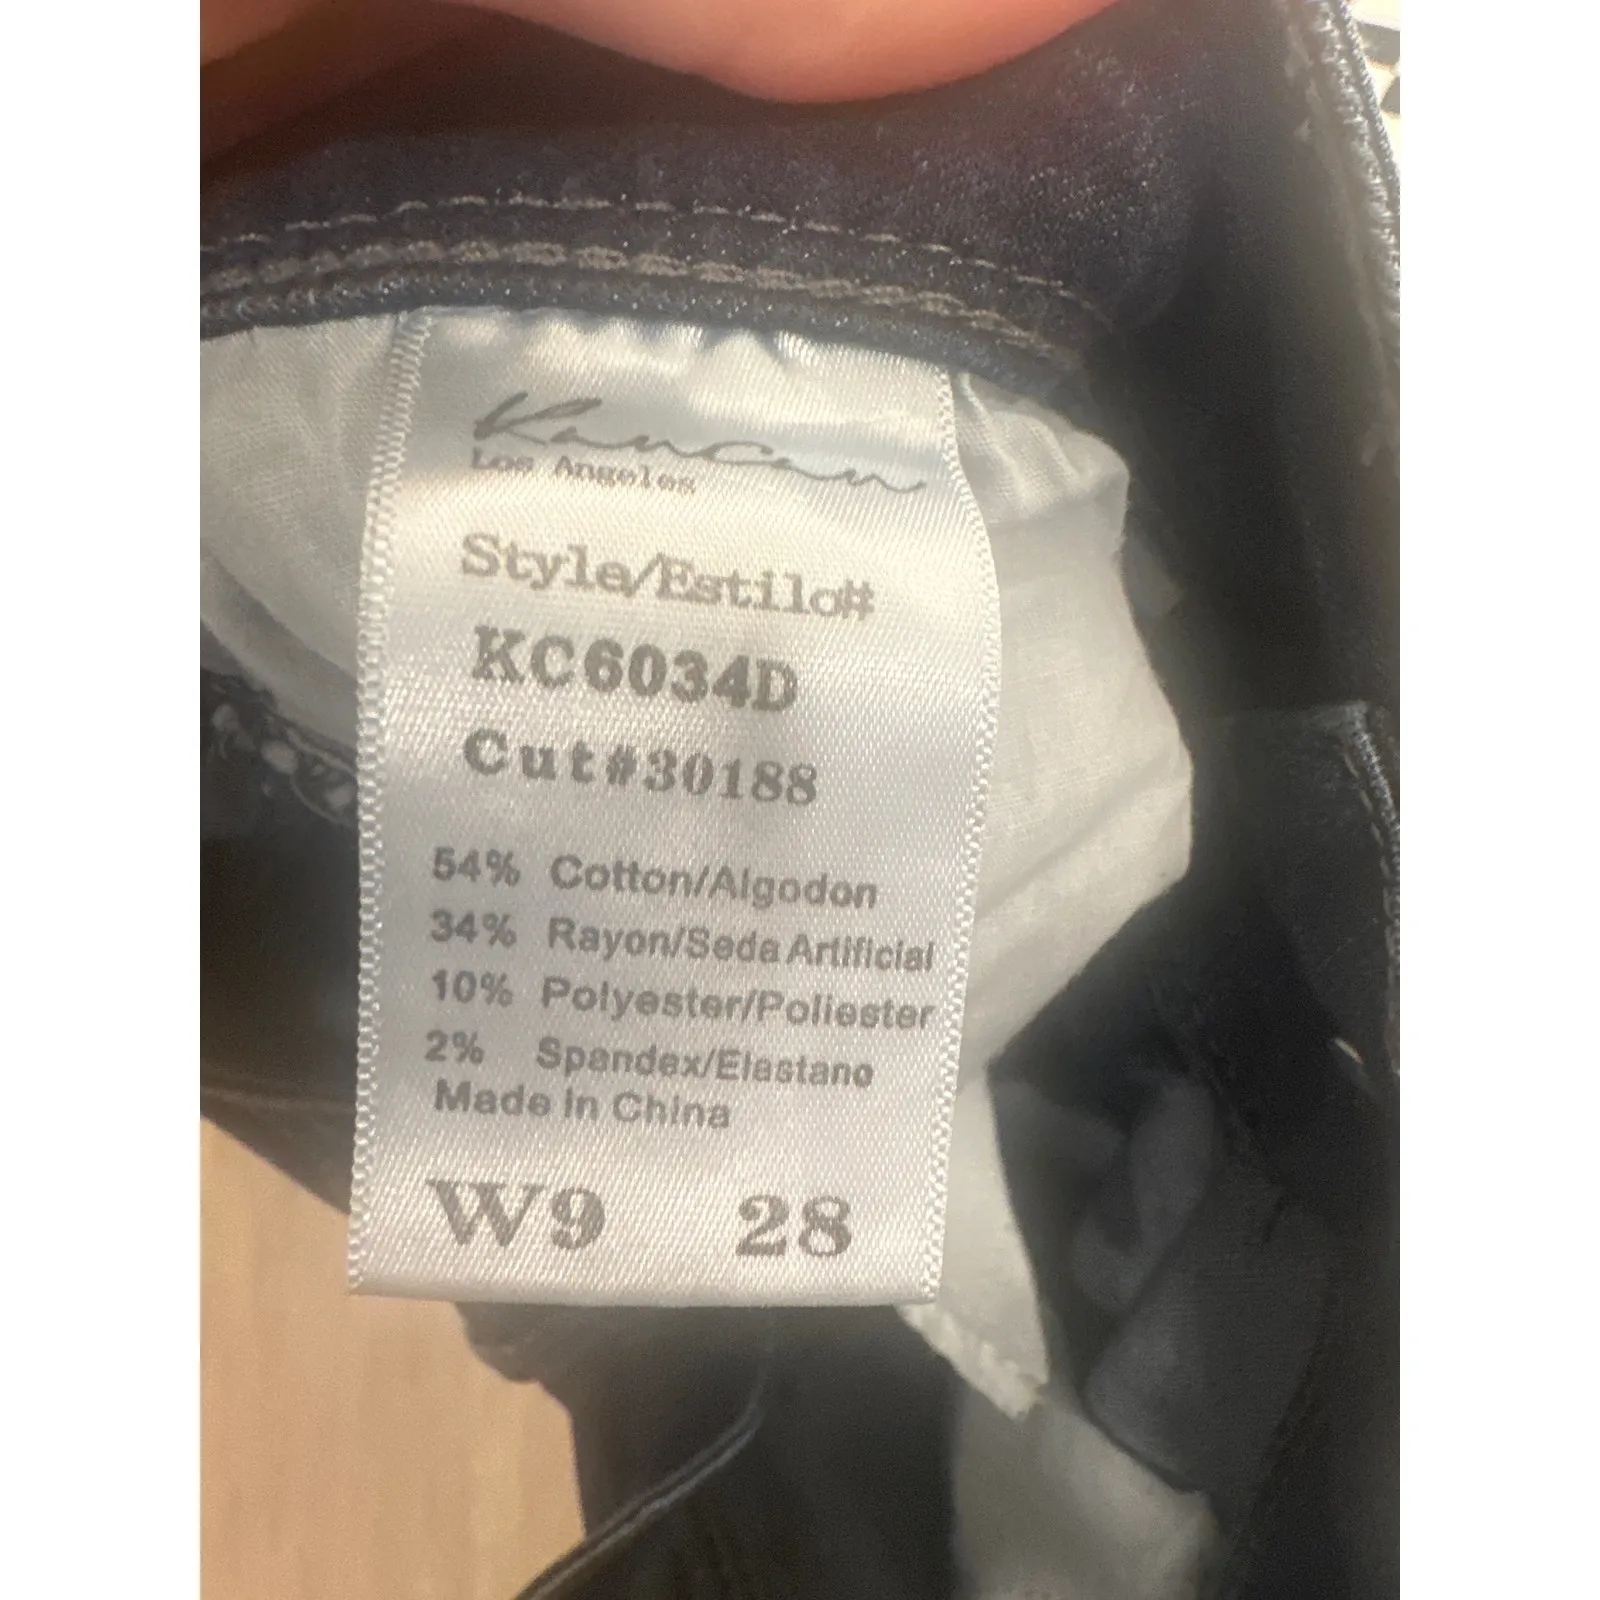 Kancan
Los Angeles
Style/Estilo#
KC6034D
Cut#30188
54% Cotton/Algodon
34% Rayon/Seda Artificial
10% Polyester/Poliester
2% Spandex/Elastano
Made in China
W9 28